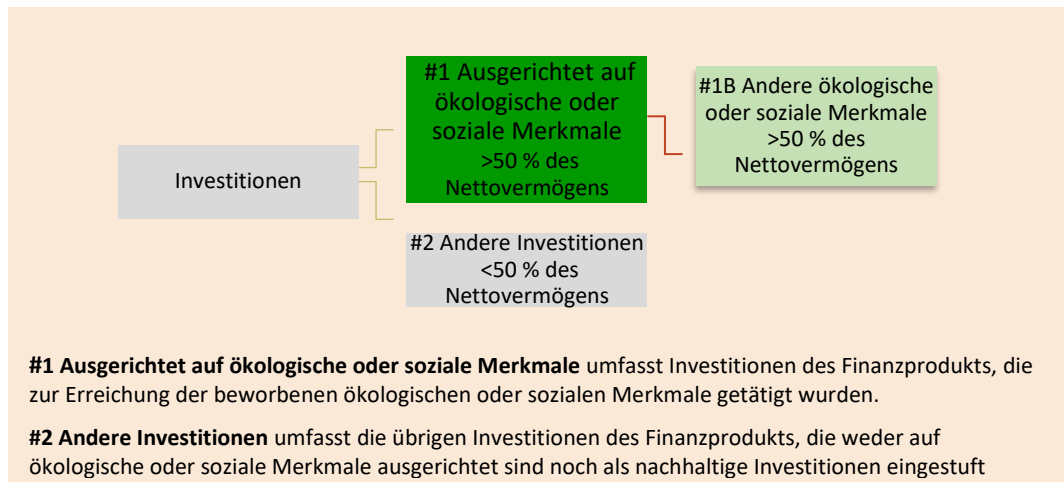 Investitionen
#1 Ausgerichtet auf
ökologische oder
soziale Merkmale
>50 % des
Nettovermögens
#1B Andere ökologische
oder soziale Merkmale
>50 % des
Nettovermögens
#2 Andere Investitionen
<50 % des
Nettovermögens
#1 Ausgerichtet auf ökologische oder soziale Merkmale umfasst Investitionen des Finanzprodukts, die
zur Erreichung der beworbenen ökologischen oder sozialen Merkmale getätigt wurden.
#2 Andere Investitionen umfasst die übrigen Investitionen des Finanzprodukts, die weder auf
ökologische oder soziale Merkmale ausgerichtet sind noch als nachhaltige Investitionen eingestuft